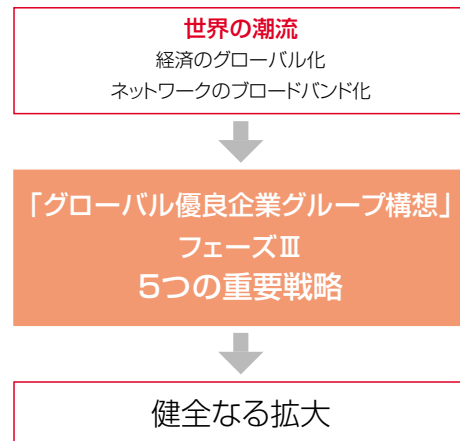 世界の潮流
経済のグローバル化
ネットワークのブロードバンド化
「グローバル優良企業グループ構想」
フェーズⅢ
5つの重要戦略
健全なる拡大